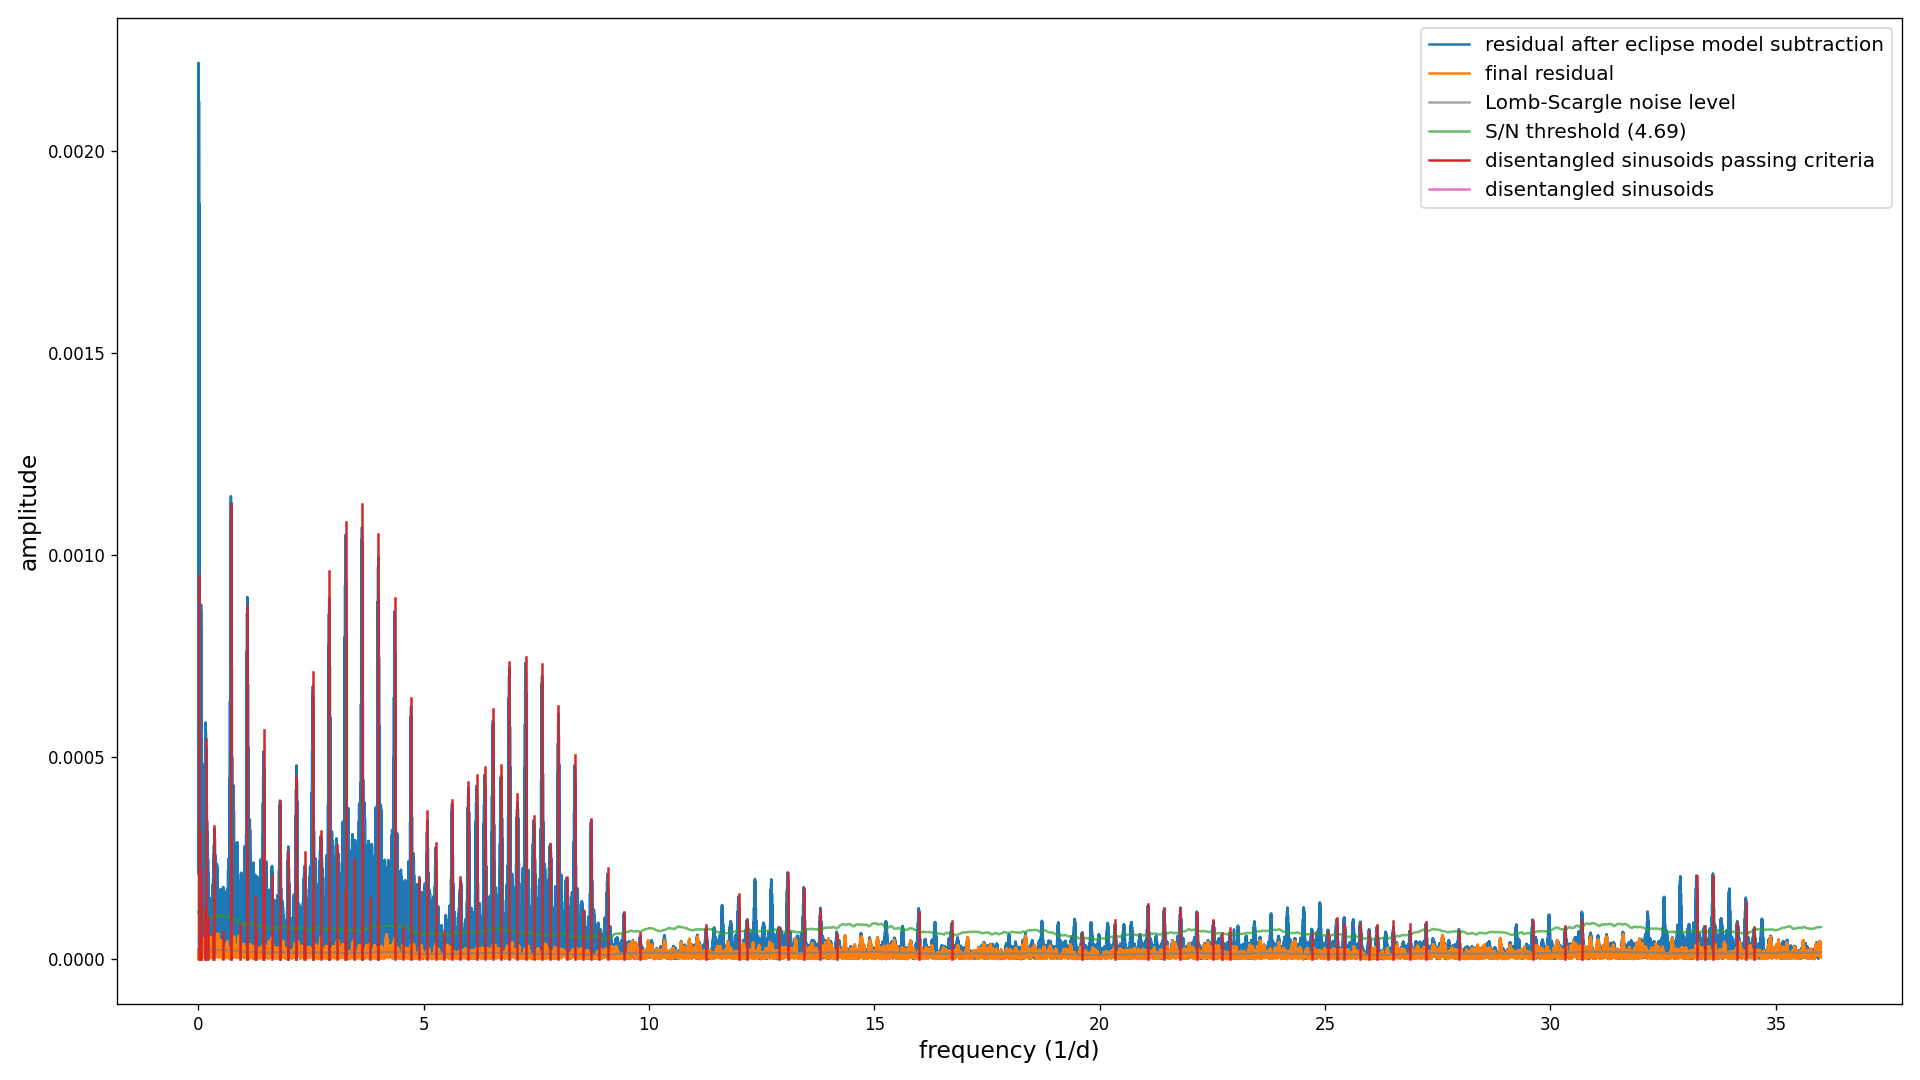 residual after eclipse model subtraction
final residual
Lomb-Scargle noise level
S/N threshold (4.69)
disentangled sinusoids passing criteria
disentangled sinusoids
amplitude
0.0020
0.0015
0.0010
0.0005
0.0000
0 5 10 15 20 25 30 35
frequency (1/d)